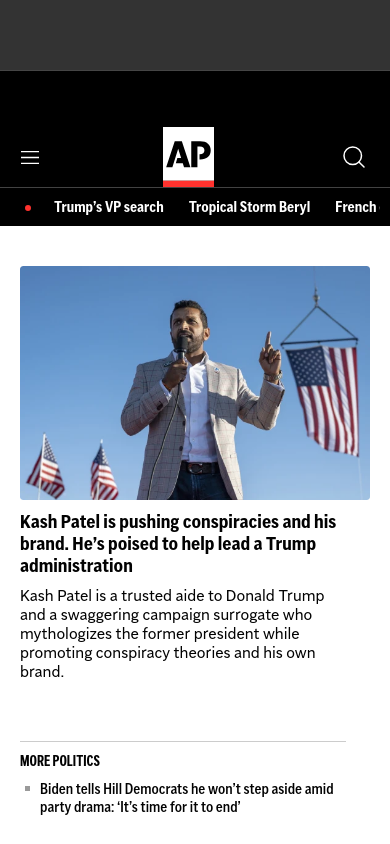 AP
Trump’s VP search Tropical Storm Beryl French
Kash Patel is pushing conspiracies and his
brand. He’s poised to help lead a Trump
administration
Kash Patel is a trusted aide to Donald Trump
and a swaggering campaign surrogate who
mythologizes the former president while
promoting conspiracy theories and his own
brand.
MORE POLITICS
Biden tells Hill Democrats he won’t step aside amid
party drama: ‘It’s time for it to end’